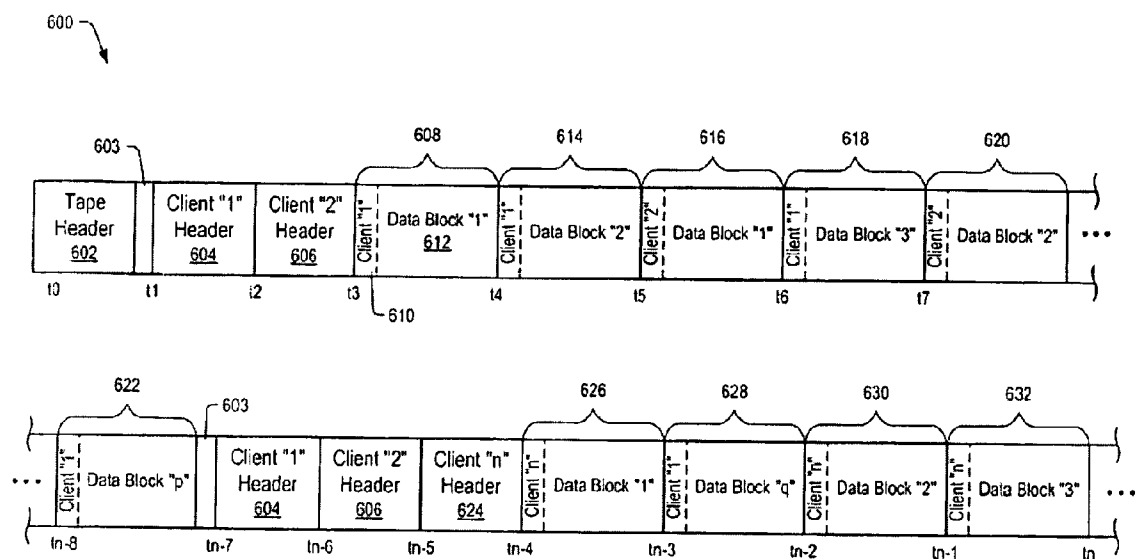 600
608
614
616
618
620
603
Tape
Header
602
Client "1"
Header
604
Client "2"
Header
606
Client "1"
Data Block "1"
612
Client "1"
Data Block "2"
Client "2"
Data Block "1"
Client "1"
Data Block "3"
Client "2"
Data Block "2"
•••
t0
t1
t2
t3
t4
t5
t6
t7
610
622
603
626
628
630
632
•••
Client "1"
Data Block "p"
Client "1"
Header
604
Client "2"
Header
606
Client "n"
Header
624
Client "n"
Data Block "1"
Client "1"
Data Block "q"
Client "n"
Data Block "2"
Client "n"
Data Block "3"
•••
tn-8
tn-7
tn-6
tn-5
tn-4
tn-3
tn-2
tn-1
tn